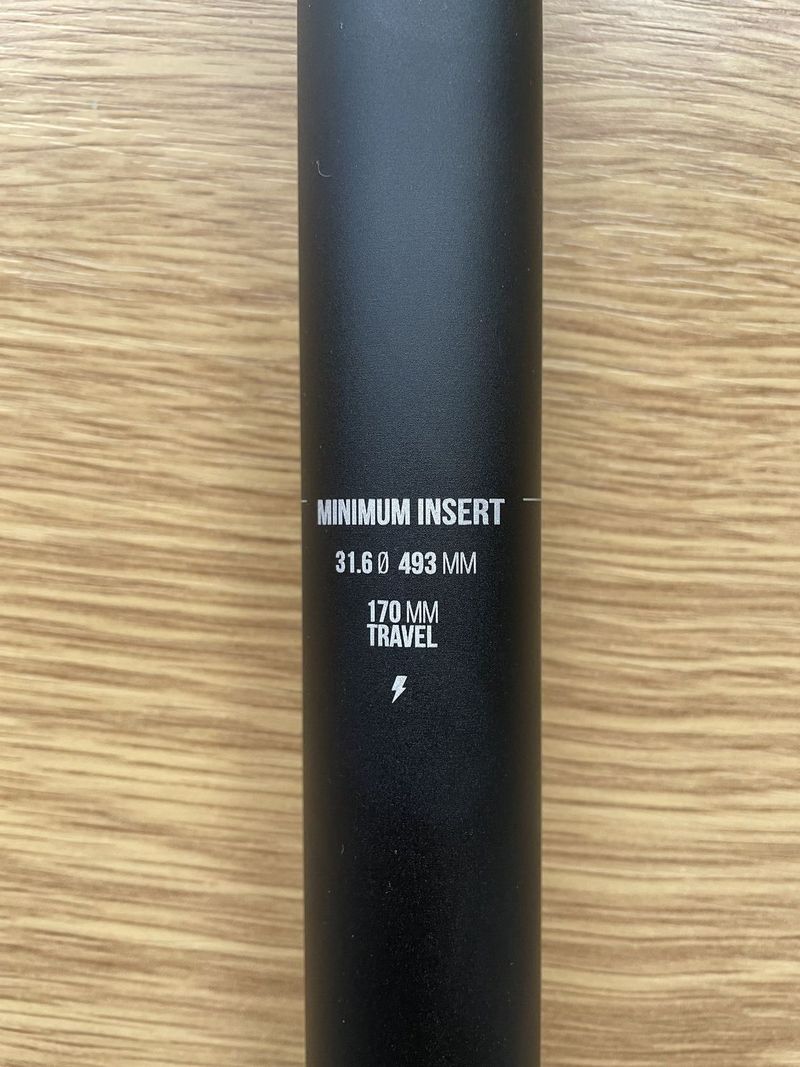 MINIMUM INSERT
31.6 Ø 493 MM
170 MM
TRAVEL